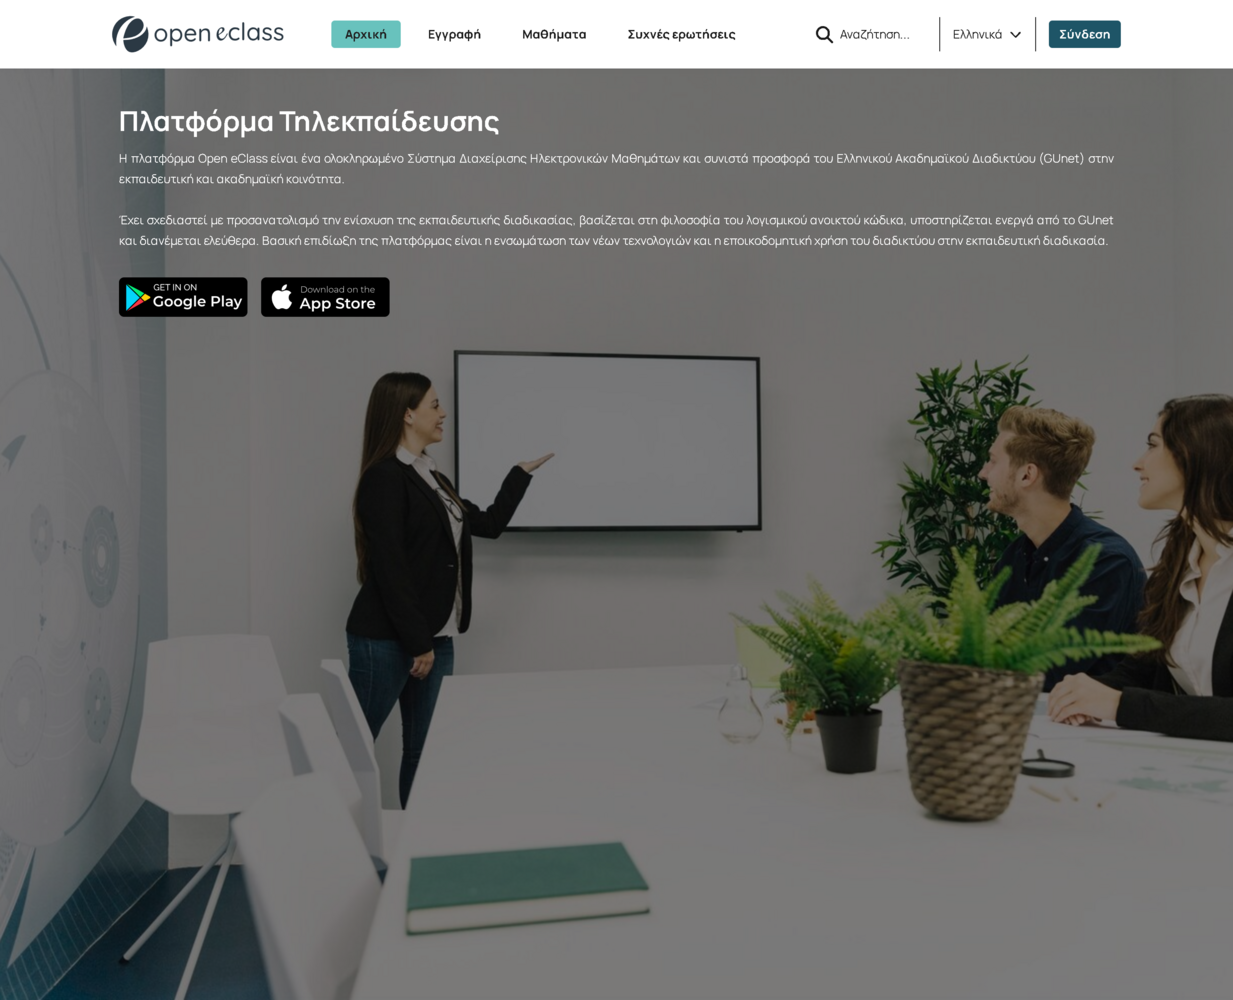 open eclass
Αρχική
Εγγραφή
Μαθήματα
Συχνές ερωτήσεις
Αναζήτηση...
Ελληνικά
Σύνδεση
Πλατφόρμα Τηλεκπαίδευσης
Η πλατφόρμα Open eClass είναι ένα ολοκληρωμένο Σύστημα Διαχείρισης Ηλεκτρονικών Μαθημάτων και συνιστά προσφορά του Ελληνικού Ακαδημαϊκού Διαδικτύου (GUnet) στην
εκπαιδευτική και ακαδημαϊκή κοινότητα.
Έχει σχεδιαστεί με προσανατολισμό την ενίσχυση της εκπαιδευτικής διαδικασίας, βασίζεται στη φιλοσοφία του λογισμικού ανοικτού κώδικα, υποστηρίζεται ενεργά από το GUnet
και διανέμεται ελεύθερα. Βασική επιδίωξη της πλατφόρμας είναι η ενσωμάτωση των νέων τεχνολογιών και η εποικοδομητική χρήση του διαδικτύου στην εκπαιδευτική διαδικασία.
GET IN ON
Google Play
Download on the
App Store